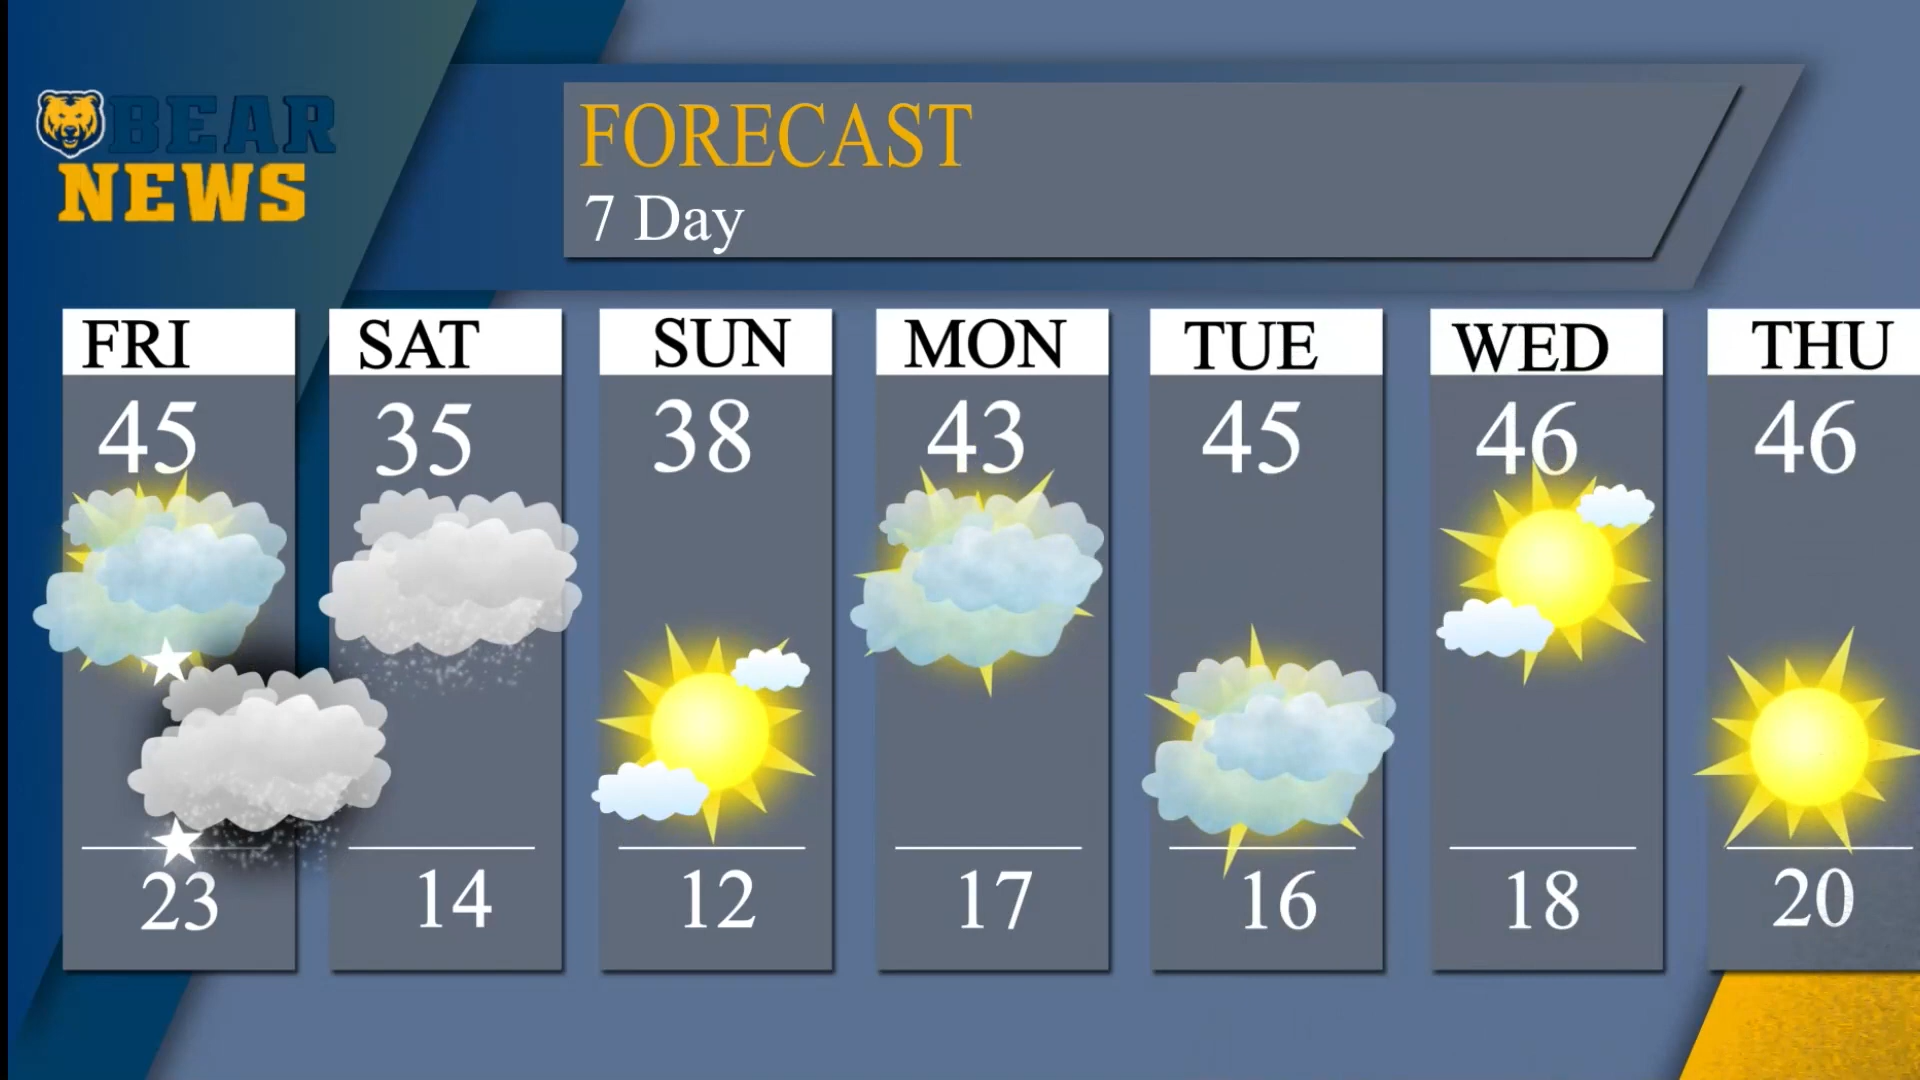 BEAR
NEWS
FORECAST
7 Day
FRI SAT SUN MON TUE WED THU
45 35 38 43 45 46 46
23 14 12 17 16 18 20